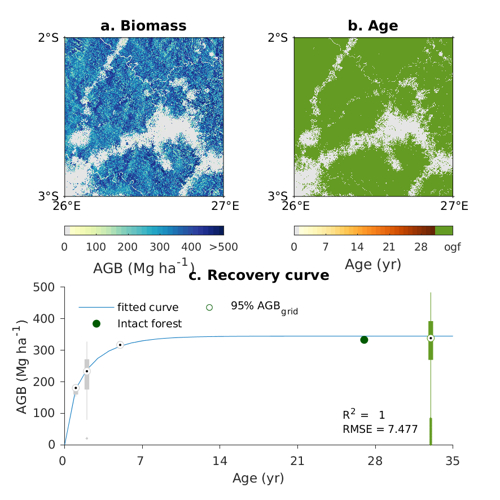 a. Biomass
b. Age
2°S
2°S
3°S
3°S
26°E
27°E
26°E
27°E
0 100 200 300 400 >500
0 7 14 21 28 ogf
AGB (Mg ha⁻¹)
Age (yr)
c. Recovery curve
500
400
300
200
100
0
AGB (Mg ha⁻¹)
fitted curve
95% AGB_grid
Intact forest
R² = 1
RMSE = 7.477
0 7 14 21 28 35
Age (yr)